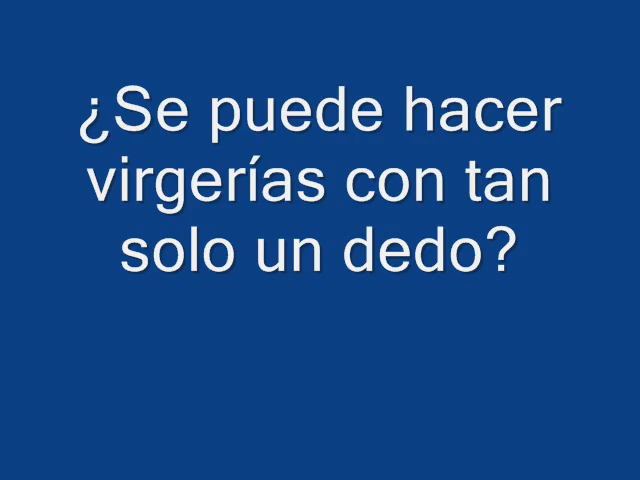 ¿Se puede hacer
virgerías con tan
solo un dedo?